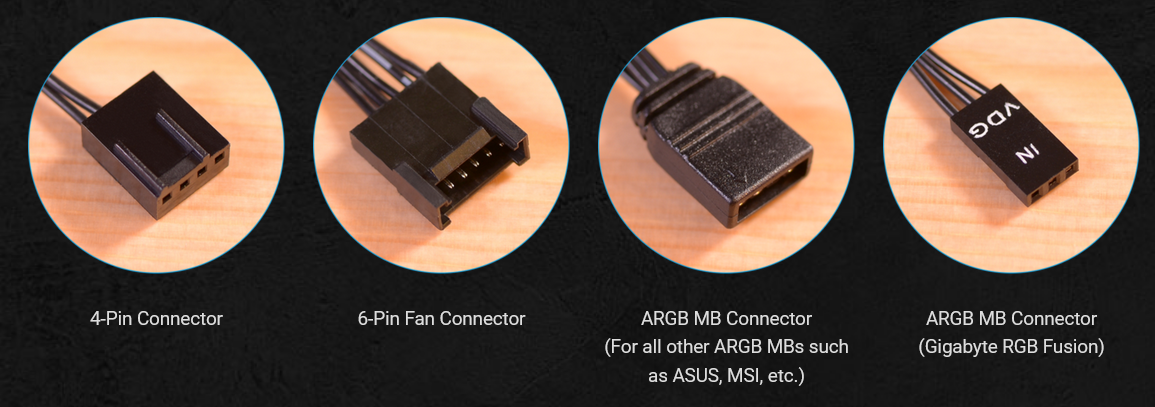 VDG
IN
4-Pin Connector
6-Pin Fan Connector
ARGB MB Connector
(For all other ARGB MBs such
as ASUS, MSI, etc.)
ARGB MB Connector
(Gigabyte RGB Fusion)